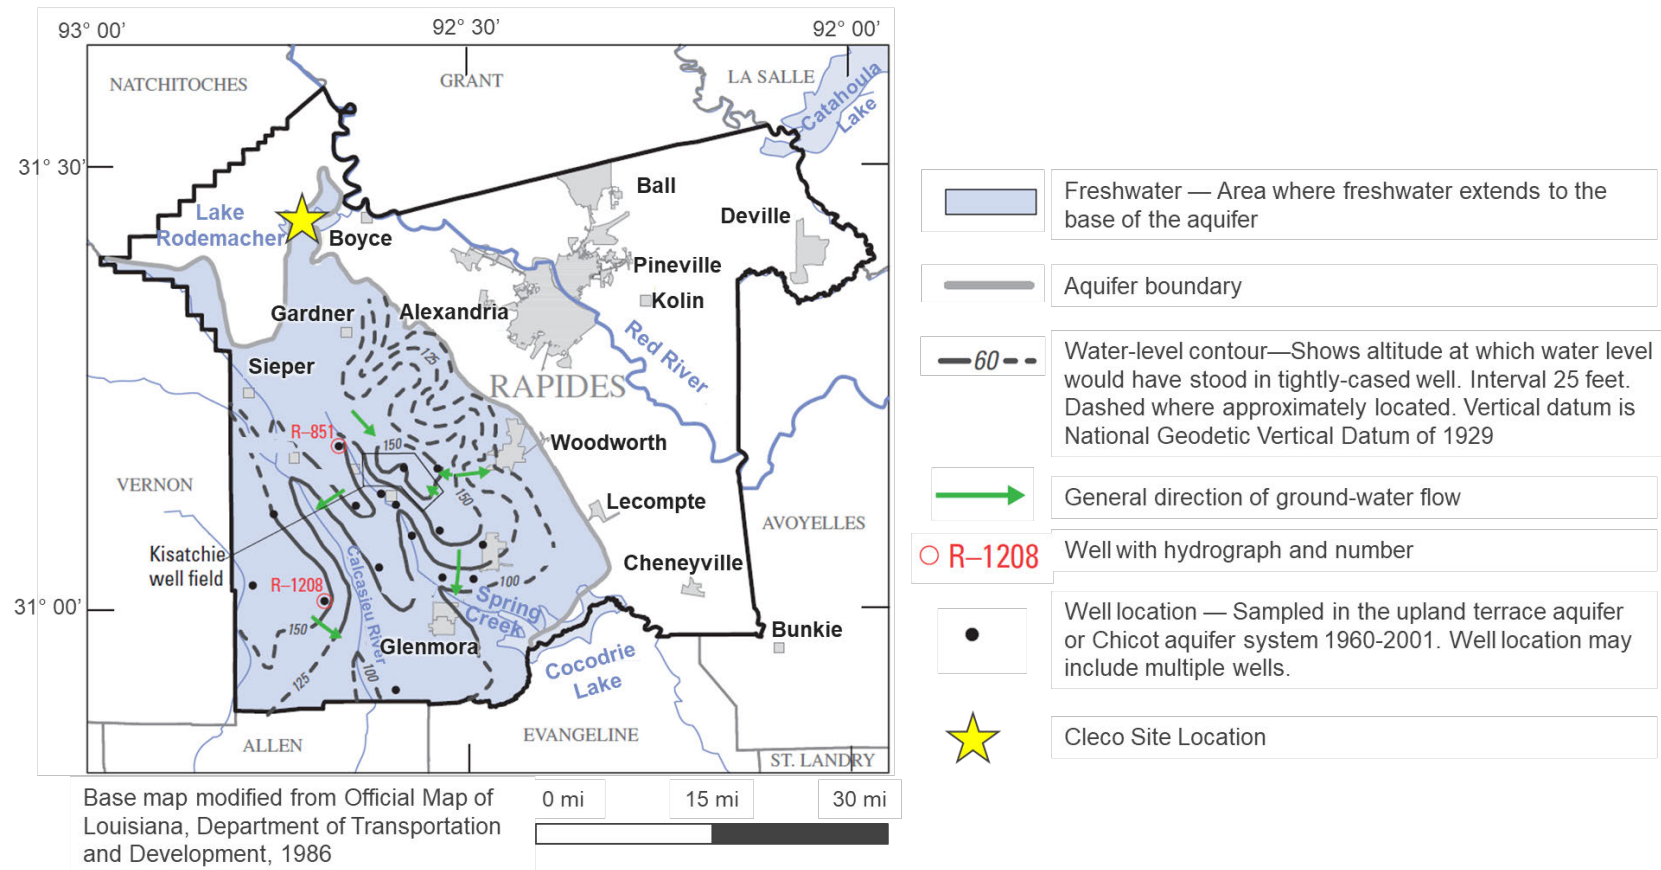 93° 00’
92° 30’
92° 00’
NATCHITOCHES
GRANT
LA SALLE
Catahoula
Lake
31° 30’
Ball
Deville
Lake
Rodemacher
Boyce
Pineville
Kolin
Gardner
Alexandria
Red River
125
Sieper
RAPIDES
R–851
150
Woodworth
VERNON
150
Lecompte
AVOYELLES
Kisatchie
well field
Calcasieu River
Cheneyville
R–1208
100
Spring
Creek
31° 00’
150
Glenmora
Bunkie
125
100
Cocodrie
Lake
ALLEN
EVANGELINE
ST. LANDRY
Base map modified from Official Map of
Louisiana, Department of Transportation
and Development, 1986
0 mi
15 mi
30 mi
Freshwater — Area where freshwater extends to the
base of the aquifer
Aquifer boundary
60
Water-level contour—Shows altitude at which water level
would have stood in tightly-cased well. Interval 25 feet.
Dashed where approximately located. Vertical datum is
National Geodetic Vertical Datum of 1929
General direction of ground-water flow
R–1208
Well with hydrograph and number
Well location — Sampled in the upland terrace aquifer
or Chicot aquifer system 1960-2001. Well location may
include multiple wells.
Cleco Site Location